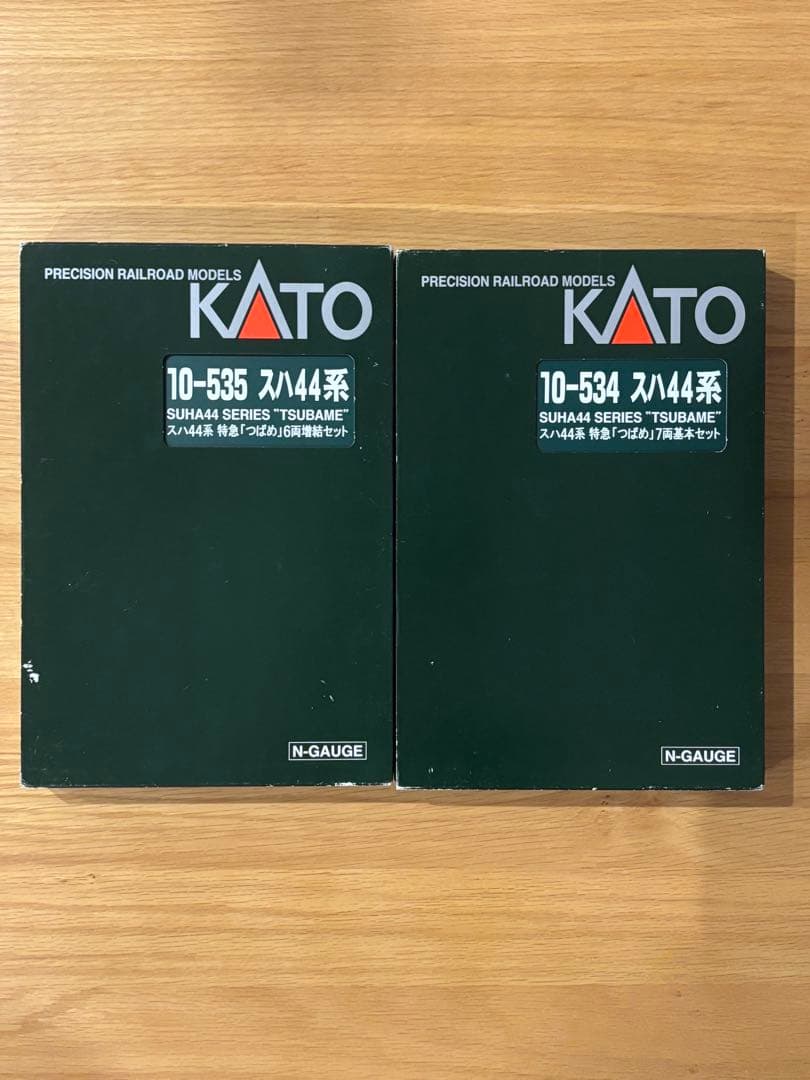 PRECISION RAILROAD MODELS
KATO
10-535 スハ44系
SUHA44 SERIES "TSUBAME"
スハ44系 特急「つばめ」6両増結セット
N-GAUGE
PRECISION RAILROAD MODELS
KATO
10-534 スハ44系
SUHA44 SERIES "TSUBAME"
スハ44系 特急「つばめ」7両基本セット
N-GAUGE